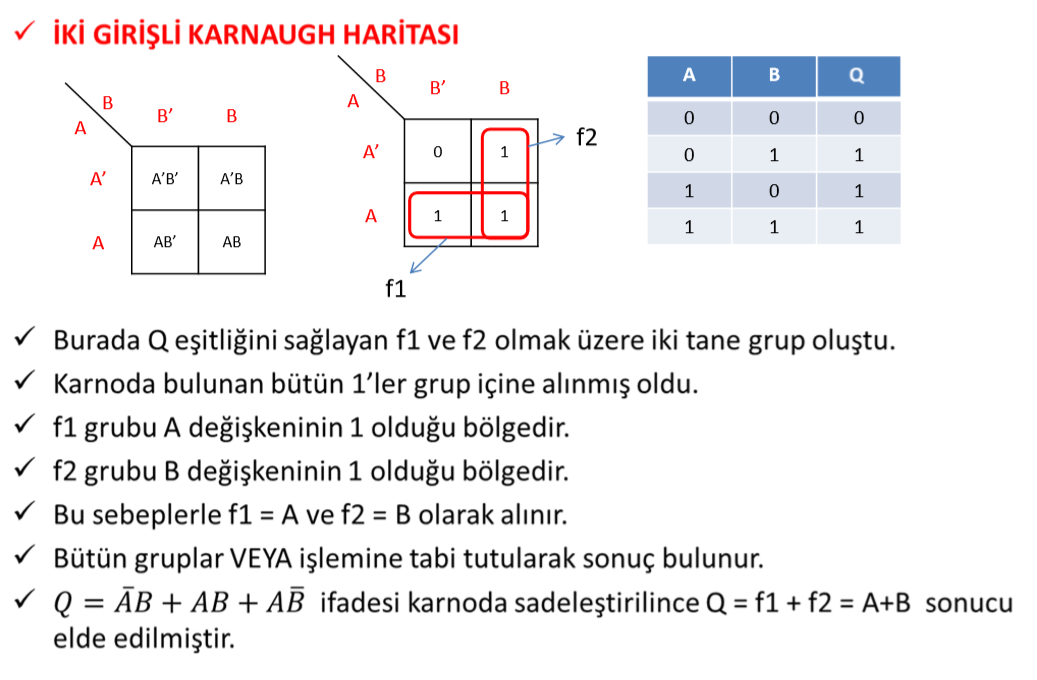 ✓ İKİ GİRİŞLİ KARNAUGH HARİTASI
B
A
B’
B
A’
A’B’
A’B
A
AB’
AB
B
A
B’
B
A’
0
1
f2
A
1
1
f1
A B Q
0 0 0
0 1 1
1 0 1
1 1 1
✓ Burada Q eşitliğini sağlayan f1 ve f2 olmak üzere iki tane grup oluştu.
✓ Karnoda bulunan bütün 1’ler grup içine alınmış oldu.
✓ f1 grubu A değişkeninin 1 olduğu bölgedir.
✓ f2 grubu B değişkeninin 1 olduğu bölgedir.
✓ Bu sebeplerle f1 = A ve f2 = B olarak alınır.
✓ Bütün gruplar VEYA işlemine tabi tutularak sonuç bulunur.
✓ Q = ĀB + AB + AB̄ ifadesi karnoda sadeleştirilince Q = f1 + f2 = A+B sonucu
elde edilmiştir.